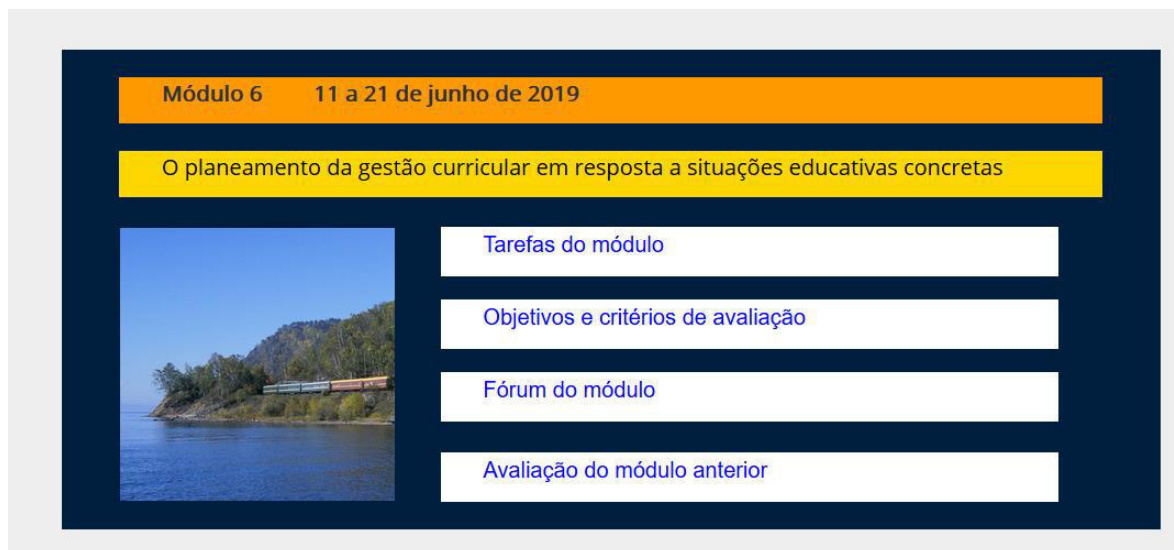 Módulo 6 11 a 21 de junho de 2019
O planeamento da gestão curricular em resposta a situações educativas concretas
Tarefas do módulo
Objetivos e critérios de avaliação
Fórum do módulo
Avaliação do módulo anterior